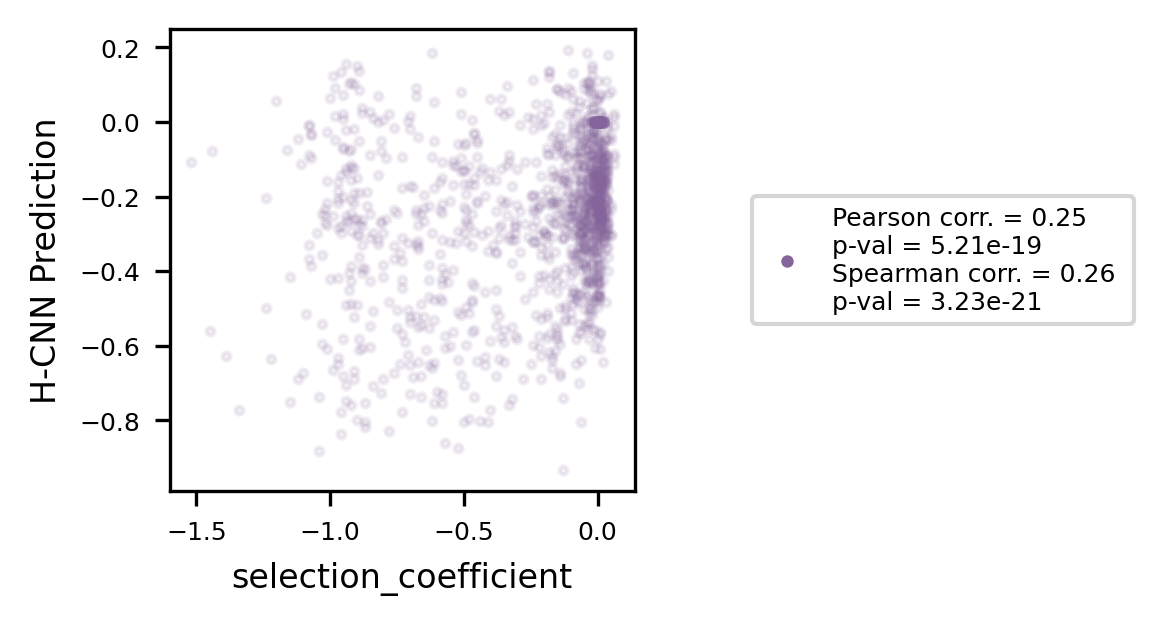 0.2
0.0
−0.2
−0.4
−0.6
−0.8
H-CNN Prediction
−1.5
−1.0
−0.5
0.0
selection_coefficient
Pearson corr. = 0.25
p-val = 5.21e-19
Spearman corr. = 0.26
p-val = 3.23e-21